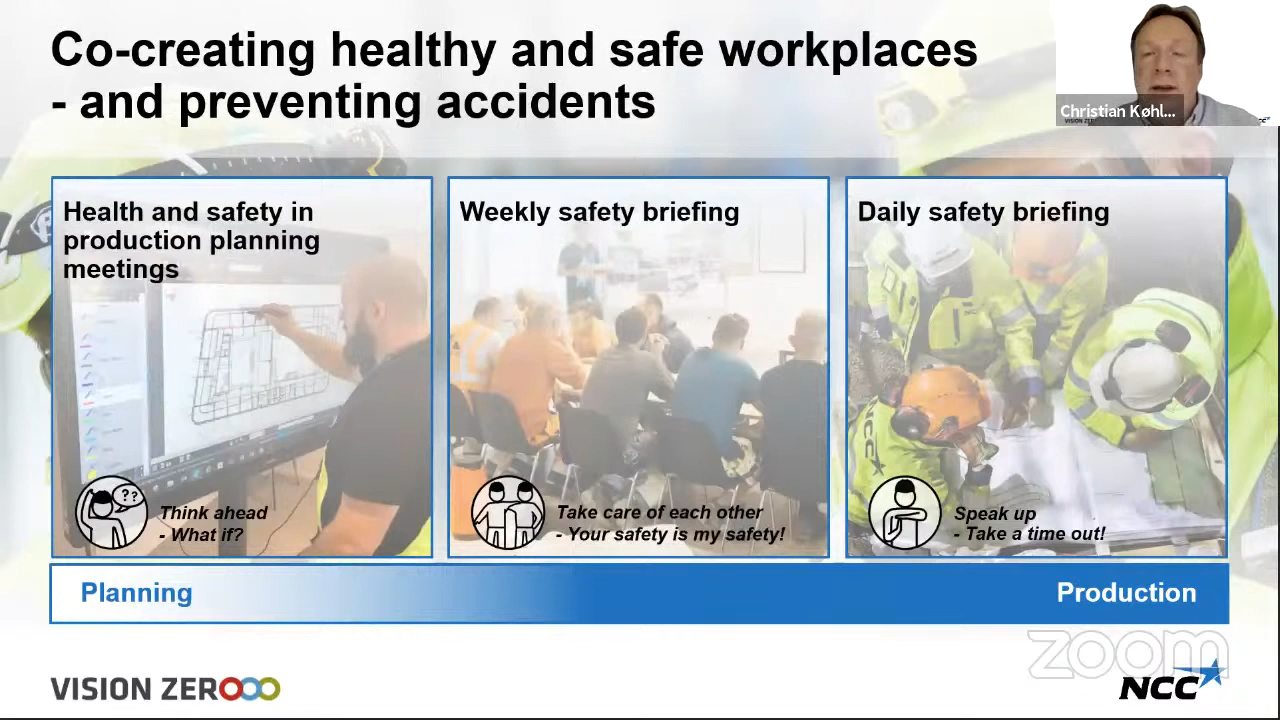 Co-creating healthy and safe workplaces
- and preventing accidents
Christian Køhl...
Health and safety in
production planning
meetings
Weekly safety briefing
Daily safety briefing
??
Think ahead
- What if?
Take care of each other
- Your safety is my safety!
NCC
Speak up
- Take a time out!
Planning
Production
zoom
VISION ZERO
NCC